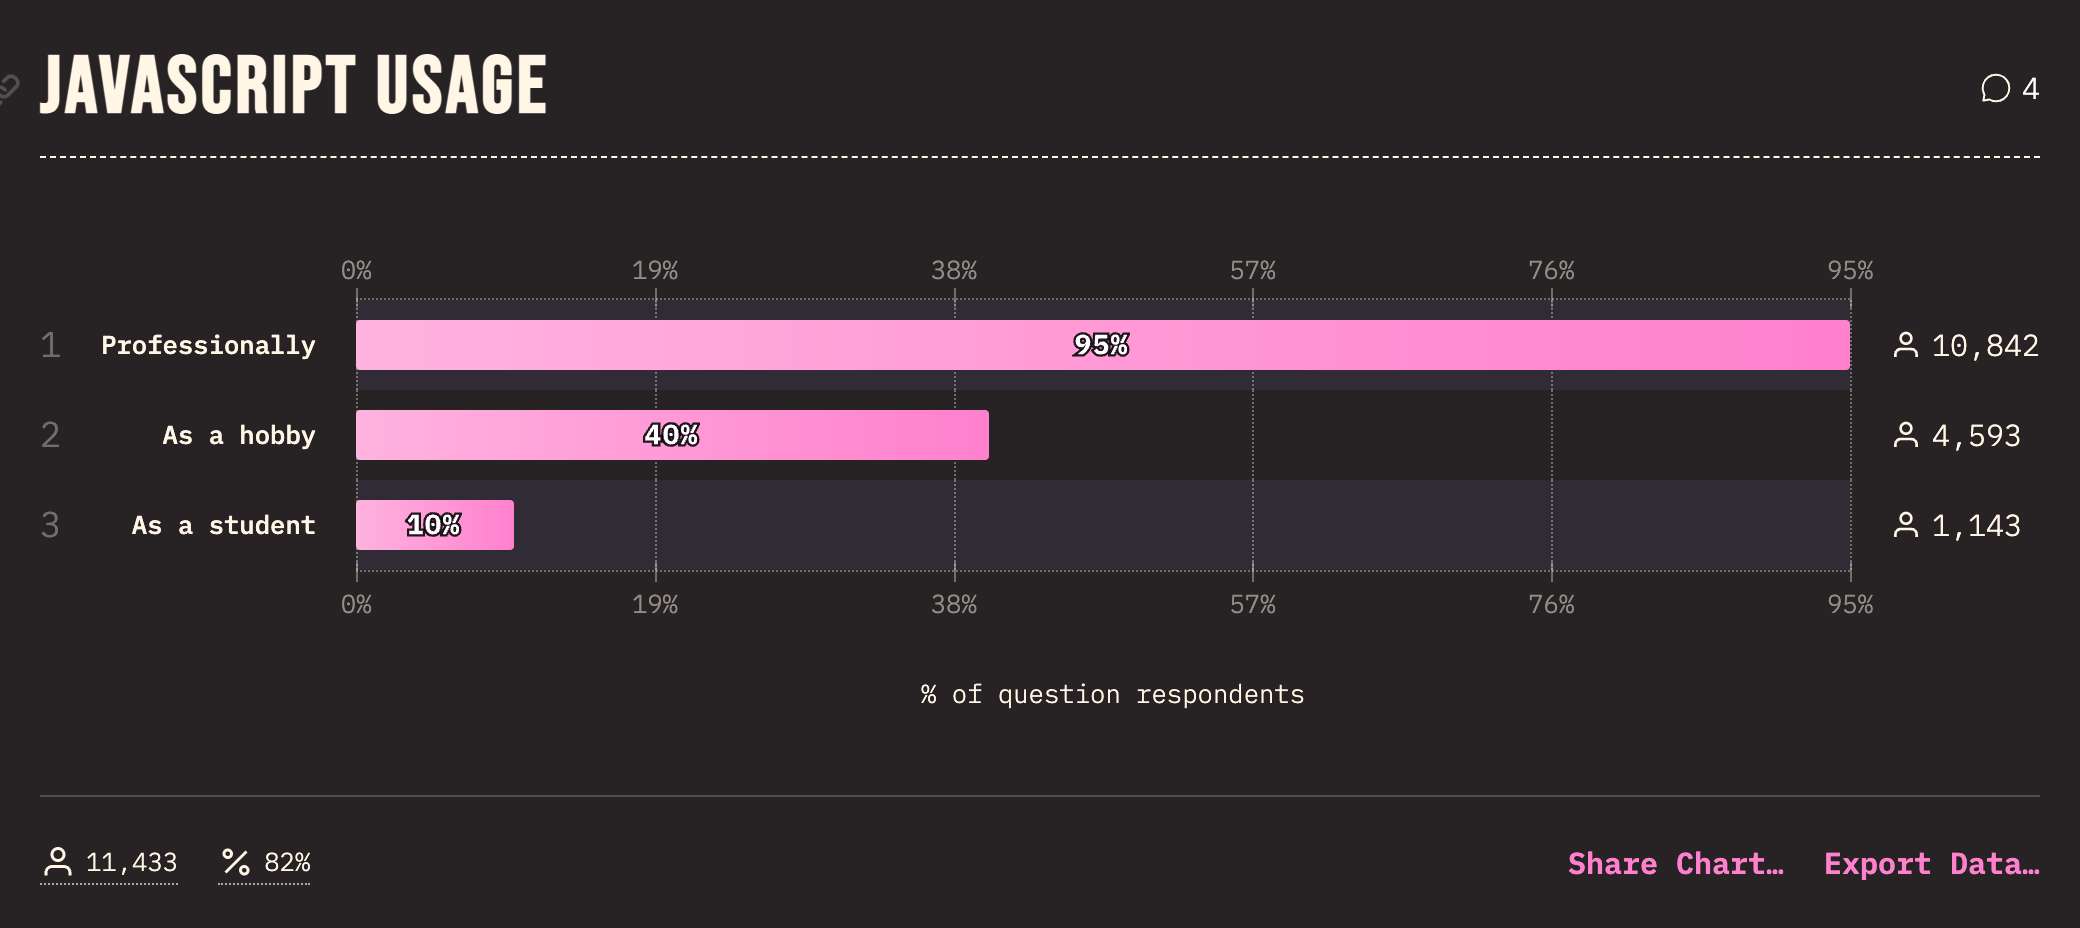 JAVASCRIPT USAGE
4
0% 19% 38% 57% 76% 95%
1 Professionally 95% 10,842
2 As a hobby 40% 4,593
3 As a student 10% 1,143
0% 19% 38% 57% 76% 95%
% of question respondents
11,433 % 82% Share Chart… Export Data…